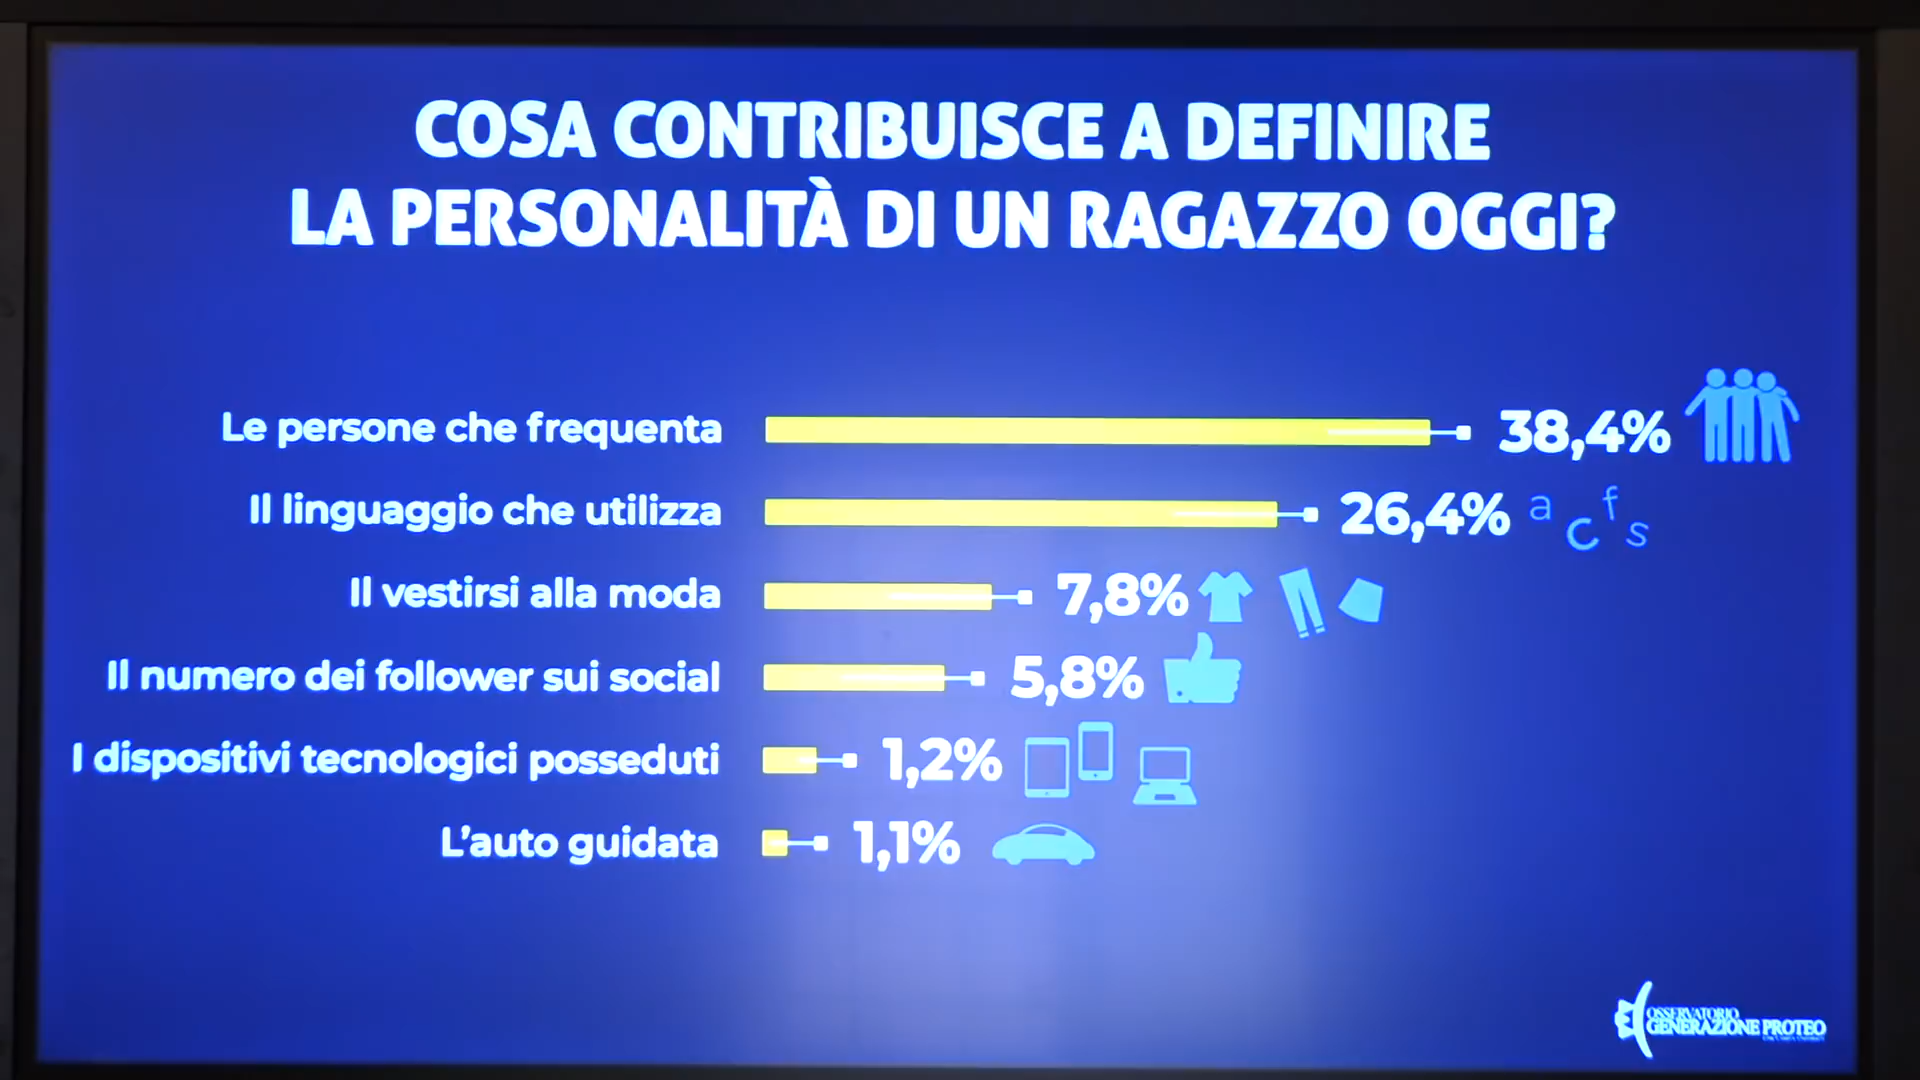 COSA CONTRIBUISCE A DEFINIRE
LA PERSONALITÀ DI UN RAGAZZO OGGI?
Le persone che frequenta 38,4%
Il linguaggio che utilizza 26,4% a c f s
Il vestirsi alla moda 7,8%
Il numero dei follower sui social 5,8%
I dispositivi tecnologici posseduti 1,2%
L'auto guidata 1,1%
OSSERVATORIO
GENERAZIONE PROTEO